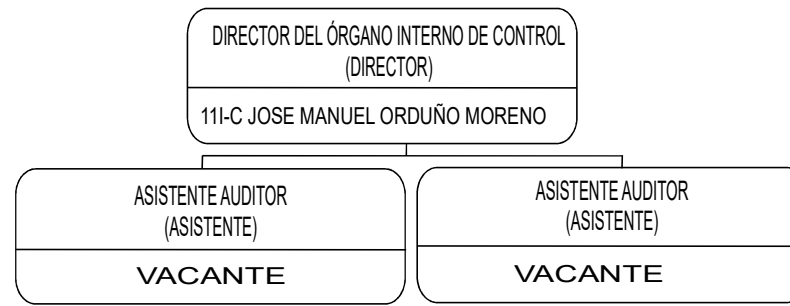 DIRECTOR DEL ÓRGANO INTERNO DE CONTROL
(DIRECTOR)
11I-C JOSE MANUEL ORDUÑO MORENO
ASISTENTE AUDITOR
(ASISTENTE)
VACANTE
ASISTENTE AUDITOR
(ASISTENTE)
VACANTE